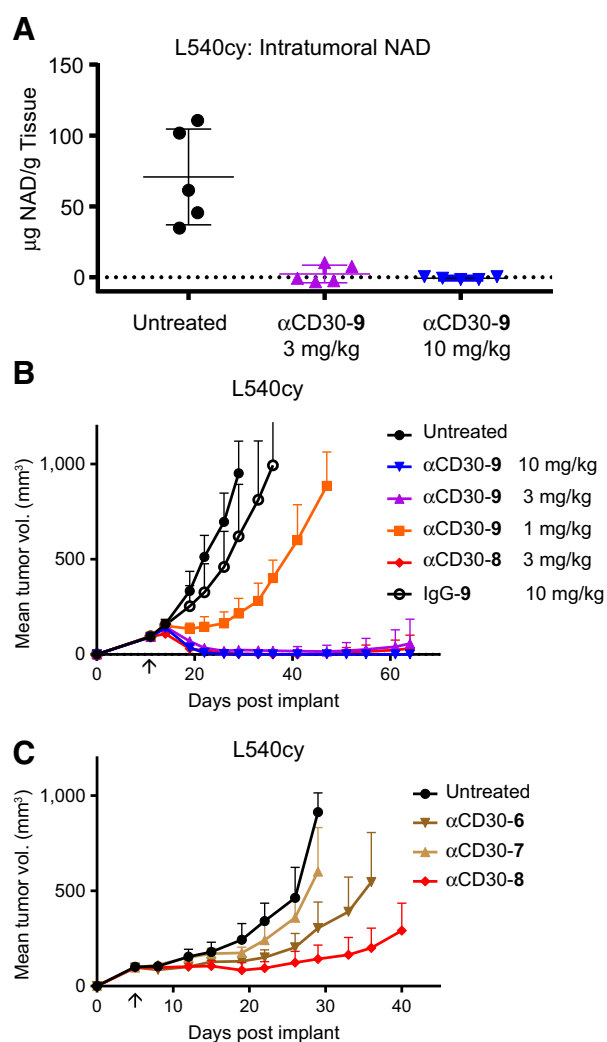 A
L540cy: Intratumoral NAD
µg NAD/g Tissue
150
100
50
0
Untreated
αCD30-9
3 mg/kg
αCD30-9
10 mg/kg
B
L540cy
Mean tumor vol. (mm³)
1,000
500
0
0 20 40 60
Days post implant
Untreated
αCD30-9 10 mg/kg
αCD30-9 3 mg/kg
αCD30-9 1 mg/kg
αCD30-8 3 mg/kg
IgG-9 10 mg/kg
C
L540cy
Mean tumor vol. (mm³)
1,000
500
0
0 10 20 30 40
Days post implant
Untreated
αCD30-6
αCD30-7
αCD30-8